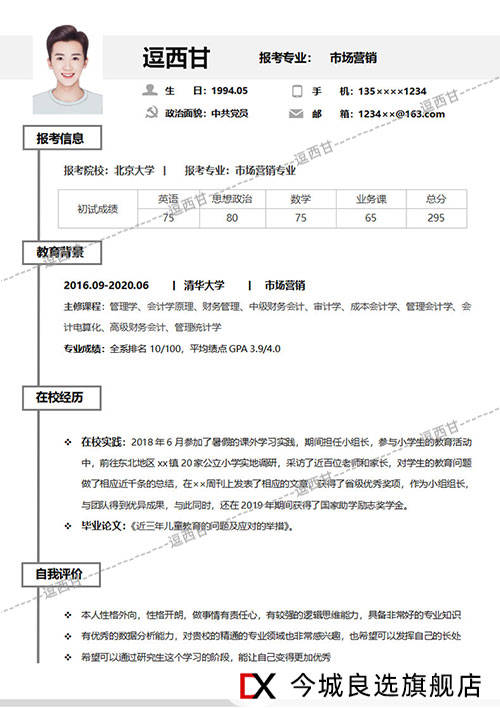 逗西甘
报考专业： 市场营销
生 日：1994.05
手 机：135××××1234
政治面貌：中共党员
邮 箱：1234××@163.com
报考信息
报考院校：北京大学 | 报考专业：市场营销专业
初试成绩 英语 思想政治 数学 业务课 总分
75 80 75 65 295
教育背景
2016.09-2020.06 | 清华大学 | 市场营销
主修课程：管理学、会计学原理、财务管理、中级财务会计、审计学、成本会计学、管理会计学、会
计电算化、高级财务会计、管理统计学
专业成绩：全系排名 10/100，平均绩点 GPA 3.9/4.0
在校经历
❖ 在校实践：2018 年 6 月参加了暑假的课外学习实践，期间担任小组长，参与小学生的教育活动
中，前往东北地区 xx 镇 20 家公立小学实地调研，采访了近百位老师和家长，对学生的教育问题
做了相应近千条的总结，在××周刊上发表了相应的文章，获得了省级优秀奖项，作为小组组长，
与团队得到优异成果，与此同时，还在 2019 年期间获得了国家助学励志奖学金。
❖ 毕业论文：《近三年儿童教育的问题及应对的举措》。
自我评价
❖ 本人性格外向，性格开朗，做事情有责任心，有较强的逻辑思维能力，具备非常好的专业知识
❖ 有优秀的数据分析能力，对贵校的精通的专业领域也非常感兴趣，也希望可以发挥自己的长处
❖ 希望可以通过研究生这个学习的阶段，能让自己变得更加优秀
逗西甘
逗西甘
逗西甘
逗西甘
逗西甘
逗西甘
DX 今城良选旗舰店